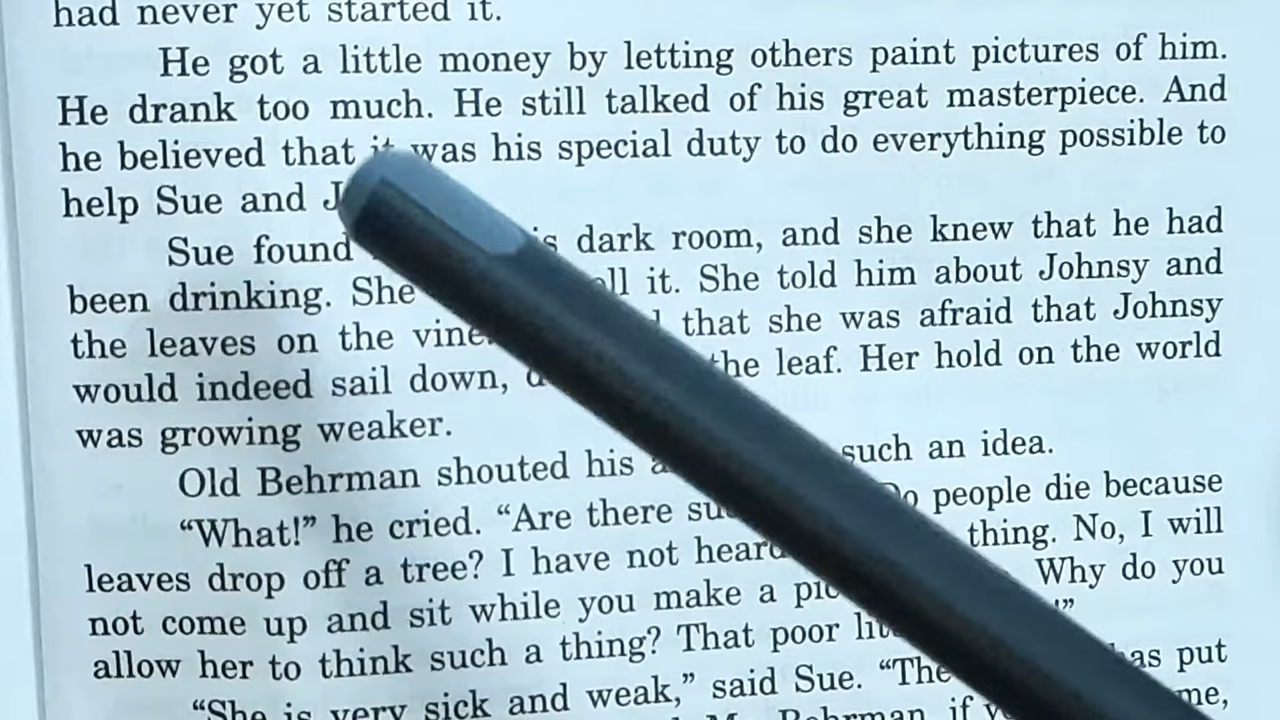 had never yet started it.
He got a little money by letting others paint pictures of him.
He drank too much. He still talked of his great masterpiece. And
he believed that it was his special duty to do everything possible to
help Sue and
Sue found dark room, and she knew that he had
been drinking. She it. She told him about Johnsy and
the leaves on the vine. that she was afraid that Johnsy
would indeed sail down, the leaf. Her hold on the world
was growing weaker.
Old Behrman shouted his such an idea.
“What!” he cried. “Are there Do people die because
leaves drop off a tree? I have not heard thing. No, I will
not come up and sit while you make a Why do you
allow her to think such a thing? That poor
“She is very sick and weak,” said Sue. “The has put
Behrman, if me,